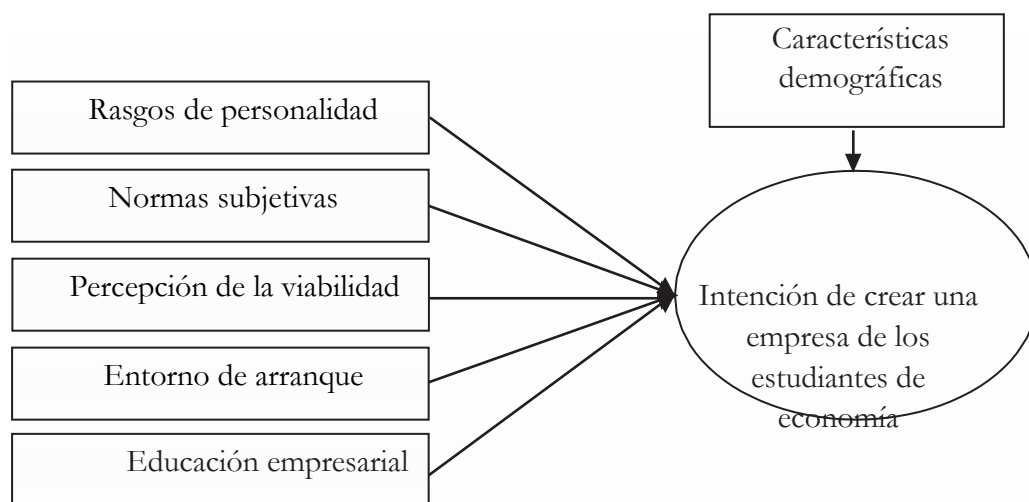 Rasgos de personalidad
Normas subjetivas
Percepción de la viabilidad
Entorno de arranque
Educación empresarial
Características
demográficas
Intención de crear una
empresa de los
estudiantes de
economía